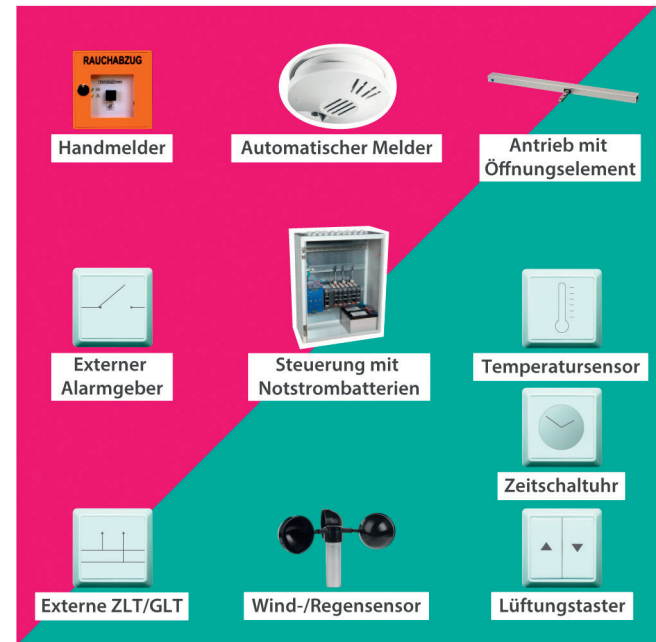 RAUCHABZUG
Handmelder
Automatischer Melder
Antrieb mit
Öffnungselement
Externer
Alarmgeber
Steuerung mit
Notstrombatterien
Temperatursensor
Zeitschaltuhr
Externe ZLT/GLT
Wind-/Regensensor
Lüftungstaster